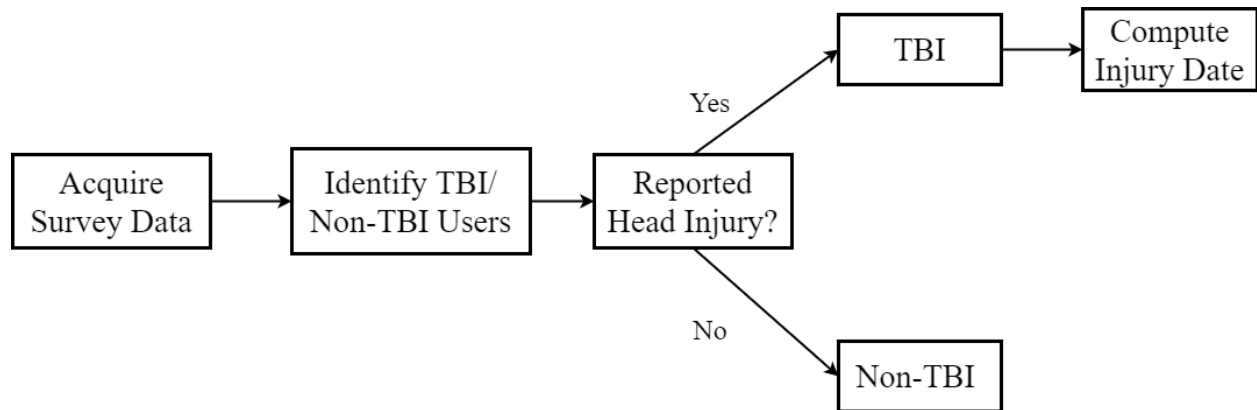 Acquire
Survey Data
Identify TBI/
Non-TBI Users
Reported
Head Injury?
Yes
TBI
Compute
Injury Date
No
Non-TBI